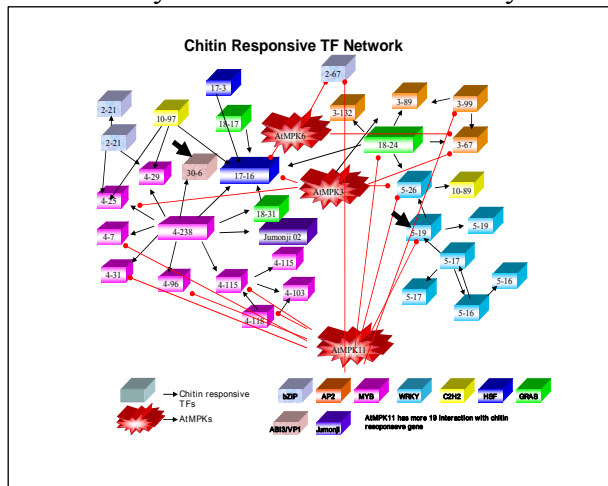 Chitin Responsive TF Network
2-67
17-3
3-89
3-99
2-21
10-97
18-17
3-132
AtMPK6
2-21
18-24
3-67
4-29
30-6
17-16
4-25
AtMPK3
5-26
10-89
18-31
4-7
4-238
Jumonji 02
5-19
5-19
4-31
4-96
4-115
4-115
4-103
5-17
5-17
5-16
5-16
4-118
AtMPK11
Chitin responsive
TFs
AtMPKs
bZIP AP2 MYB WRKY C2H2 HSF GRAS
ABI3/VP1 Jumonji
AtMPK11 has more 19 interaction with chitin
resoponseve gene